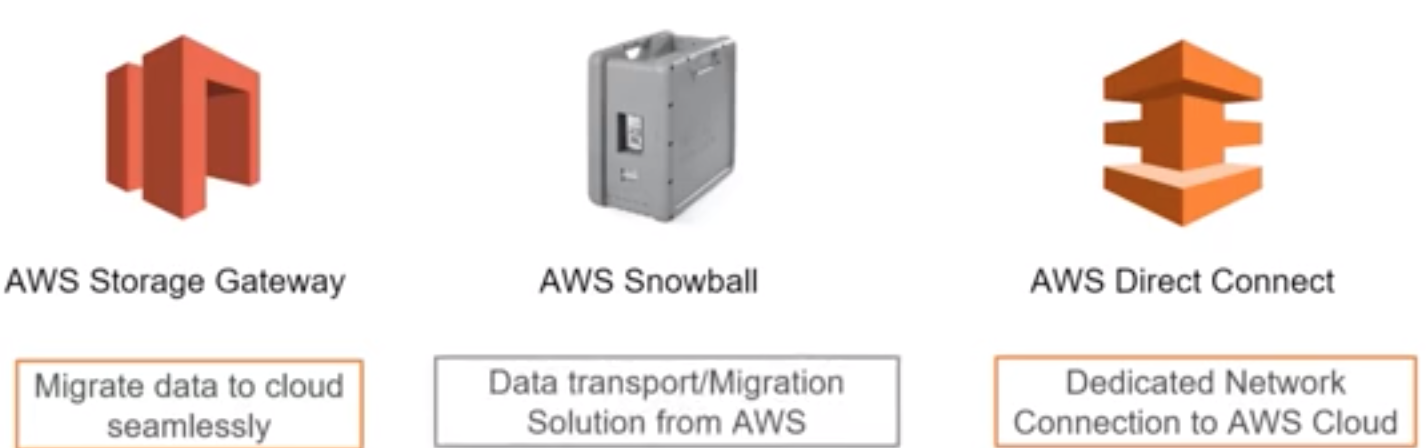 AWS Storage Gateway
AWS Snowball
AWS Direct Connect
Migrate data to cloud
seamlessly
Data transport/Migration
Solution from AWS
Dedicated Network
Connection to AWS Cloud